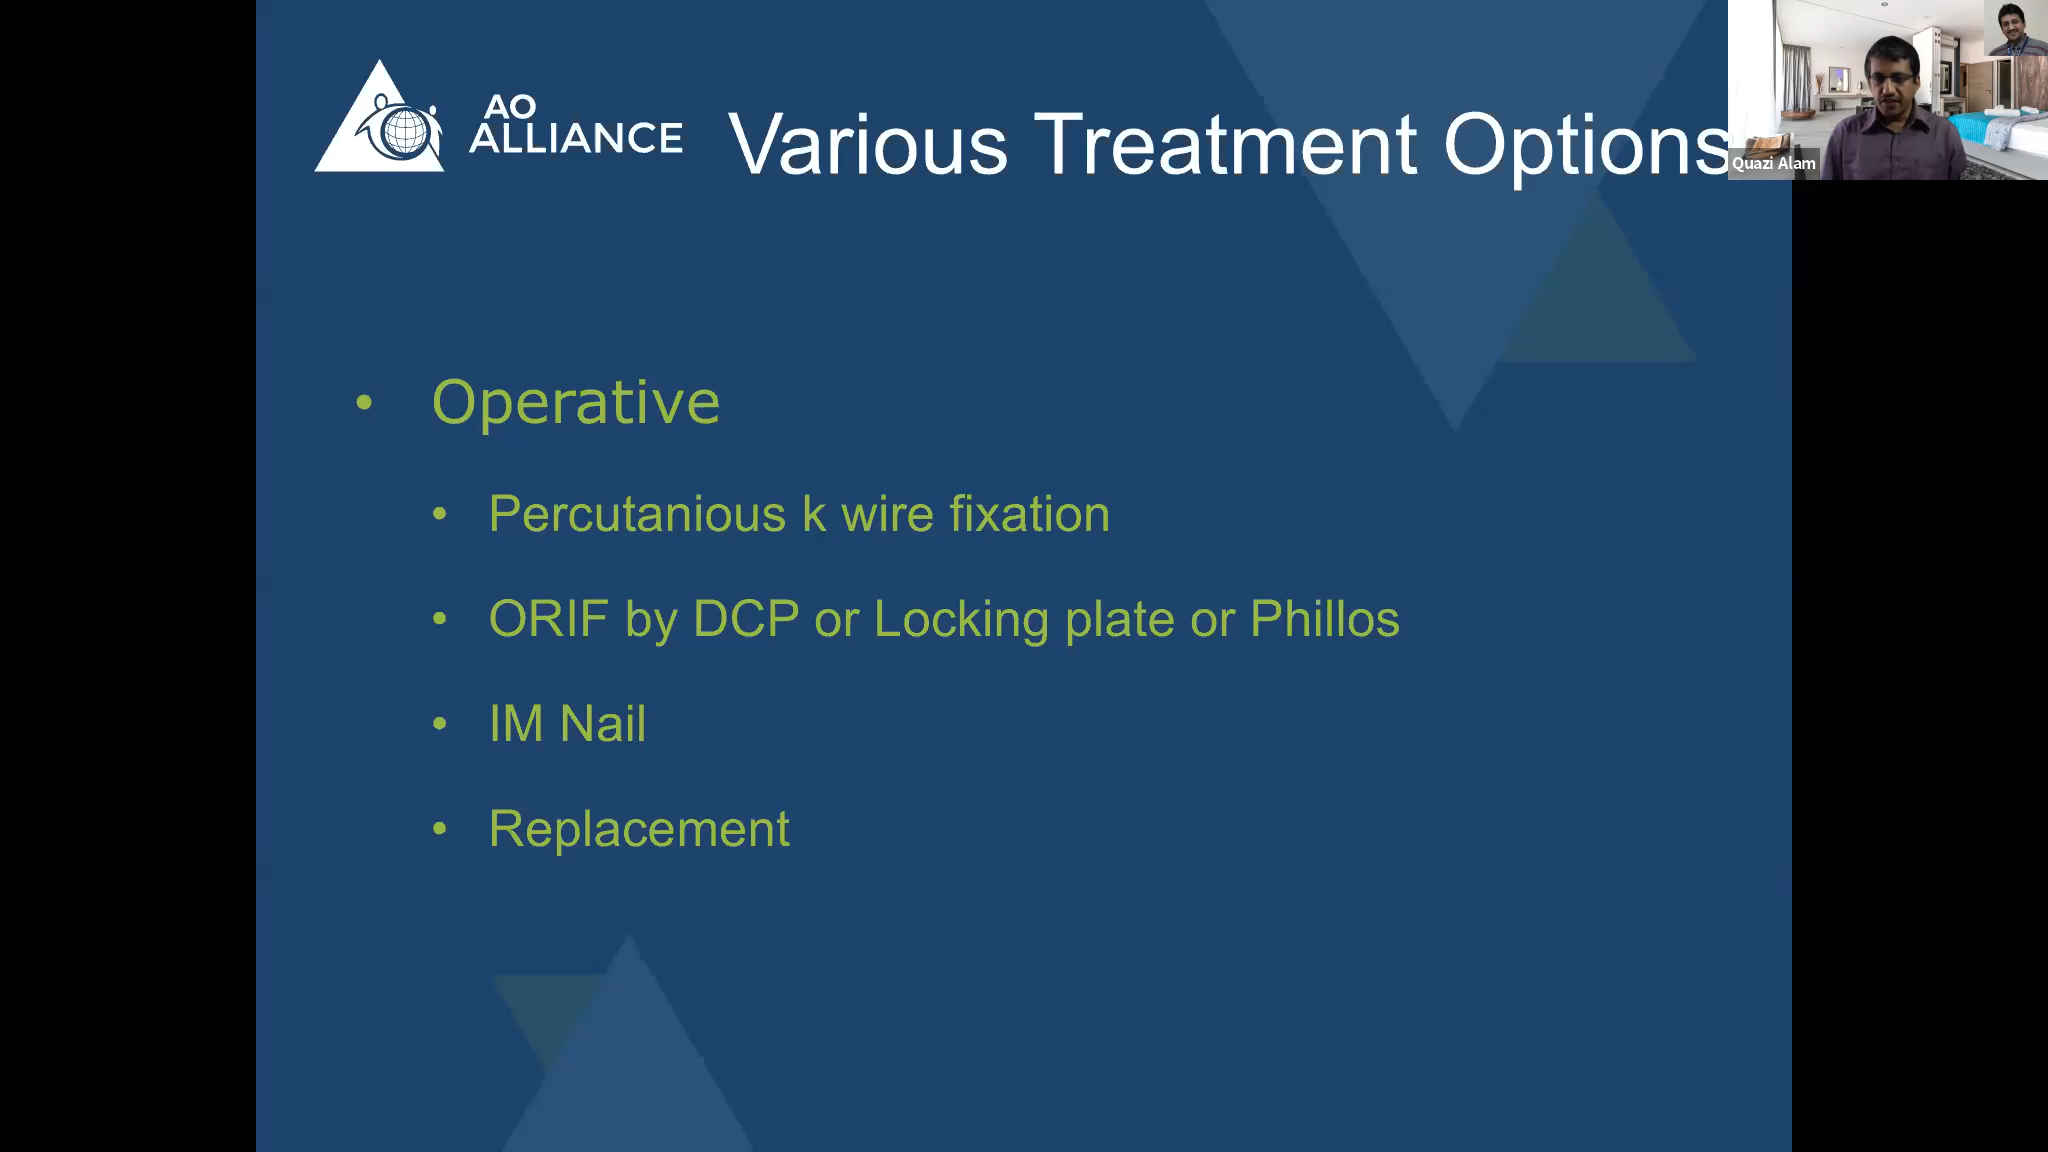 AO
ALLIANCE
Various Treatment Options
Quazi Alam
• Operative
• Percutanious k wire fixation
• ORIF by DCP or Locking plate or Phillos
• IM Nail
• Replacement